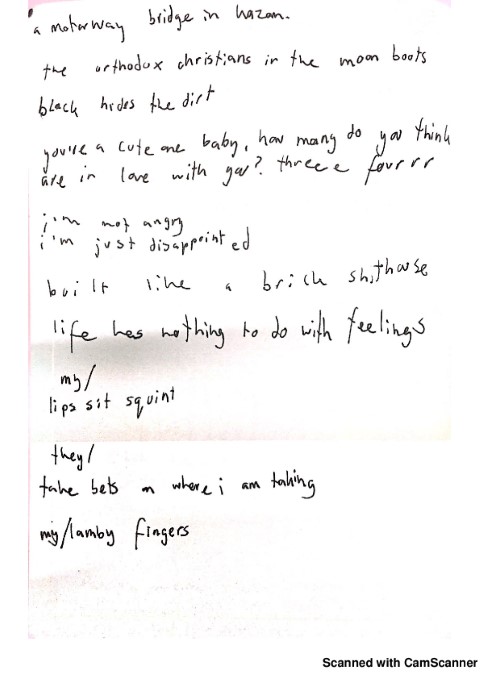 a motorway bridge in hazam.
the orthodox christians in the moon boots
black hides the dirt
you're a cute one baby, how many do you think
are in love with you? threee fourrr
i'm not angry
i'm just disappointed
built like a brick shithouse
life has nothing to do with feelings
my/
lips sit squint
they/
take bets on where i am taking
my/lamby fingers
Scanned with CamScanner